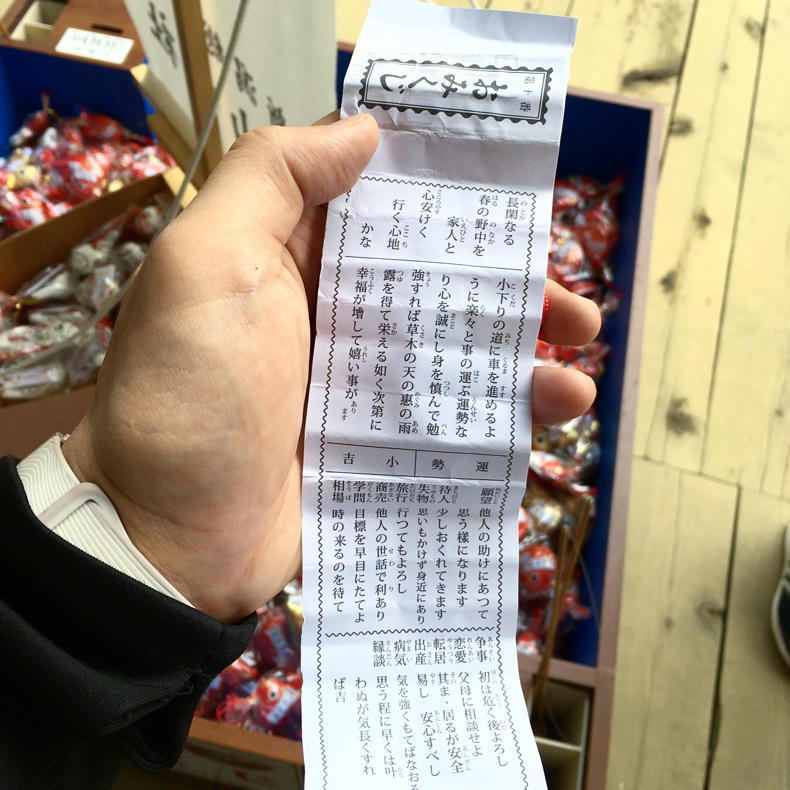 第十番
おみくじ
長閑なる
春の野中を
家人と
心安けく
行く心地
かな
小下りの道に車を進めるよ
うに楽々と事の運ぶ運勢な
り心を誠にし身を慎んで勉
強すれば草木の天の惠の雨
露を得て栄える如く次第に
幸福が増して嬉い事があります
運勢 小吉
願望 他人の助けにあつて
思う様になります
待人 少しおくれてきます
失物 思いもかけず身近にあり
旅行 行つてもよろし
商売 他人の世話で利あり
学問 目標を早目にたてよ
相場 時の来るのを待て
争事 初は危く後よろし
恋愛 父母に相談せよ
転居 其まゝ居るが安全
出産 易し 安心すべし
病気 気を強くもてばなおる
縁談 思う程に早くは叶
わぬが気長くすれ
ば吉